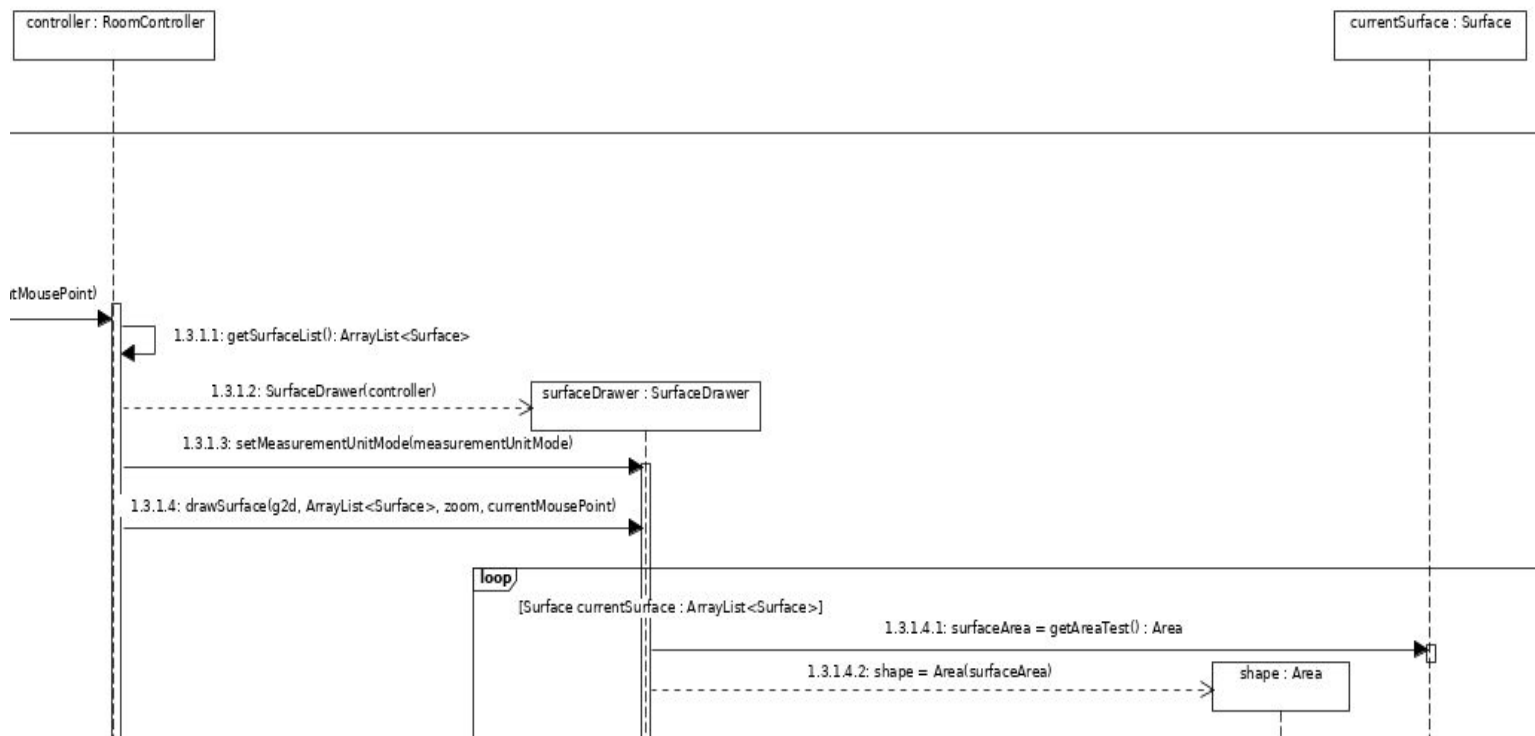 controller : RoomController
currentSurface : Surface
ntMousePoint)
1.3.1.1: getSurfaceList(): ArrayList<Surface>
1.3.1.2: SurfaceDrawer(controller)
surfaceDrawer : SurfaceDrawer
1.3.1.3: setMeasurementUnitMode(measurementUnitMode)
1.3.1.4: drawSurface(g2d, ArrayList<Surface>, zoom, currentMousePoint)
loop
[Surface currentSurface : ArrayList<Surface>]
1.3.1.4.1: surfaceArea = getAreaTest() : Area
1.3.1.4.2: shape = Area(surfaceArea)
shape : Area